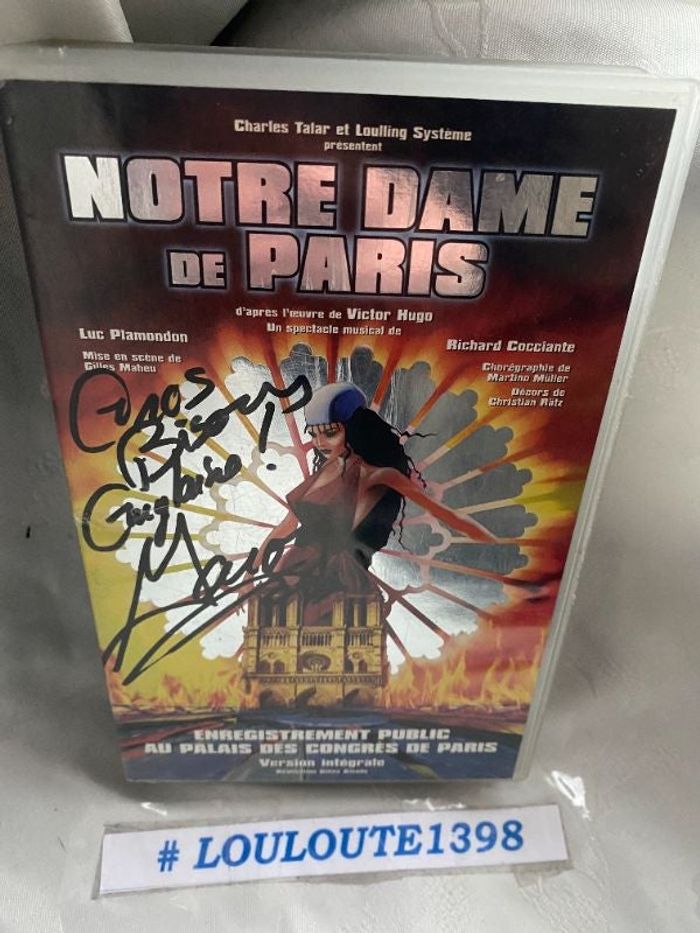 Charles Talar et Loulling Système
présentent
NOTRE DAME
DE PARIS
d'après l'œuvre de Victor Hugo
Un spectacle musical de
Luc Plamondon
Richard Cocciante
Mise en scène de
Gilles Maheu
Chorégraphie de
Martino Müller
Décors de
Christian Rätz
Gros
Bisous
!
ENREGISTREMENT PUBLIC
AU PALAIS DES CONGRÈS DE PARIS
Version intégrale
# LOULOUTE1398